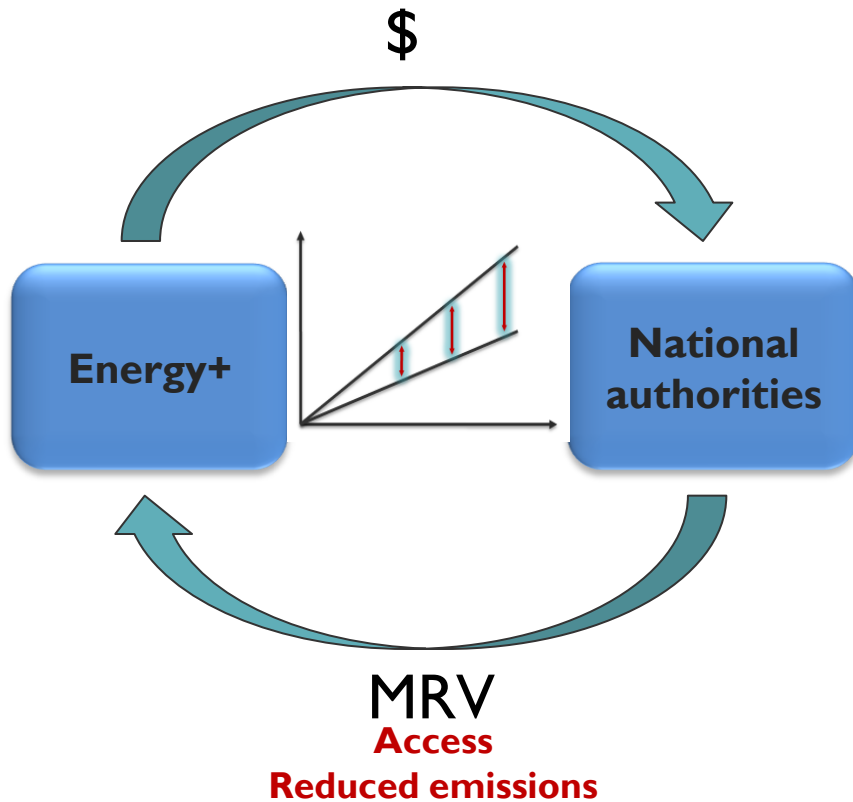 $
Energy+
National
authorities
MRV
Access
Reduced emissions